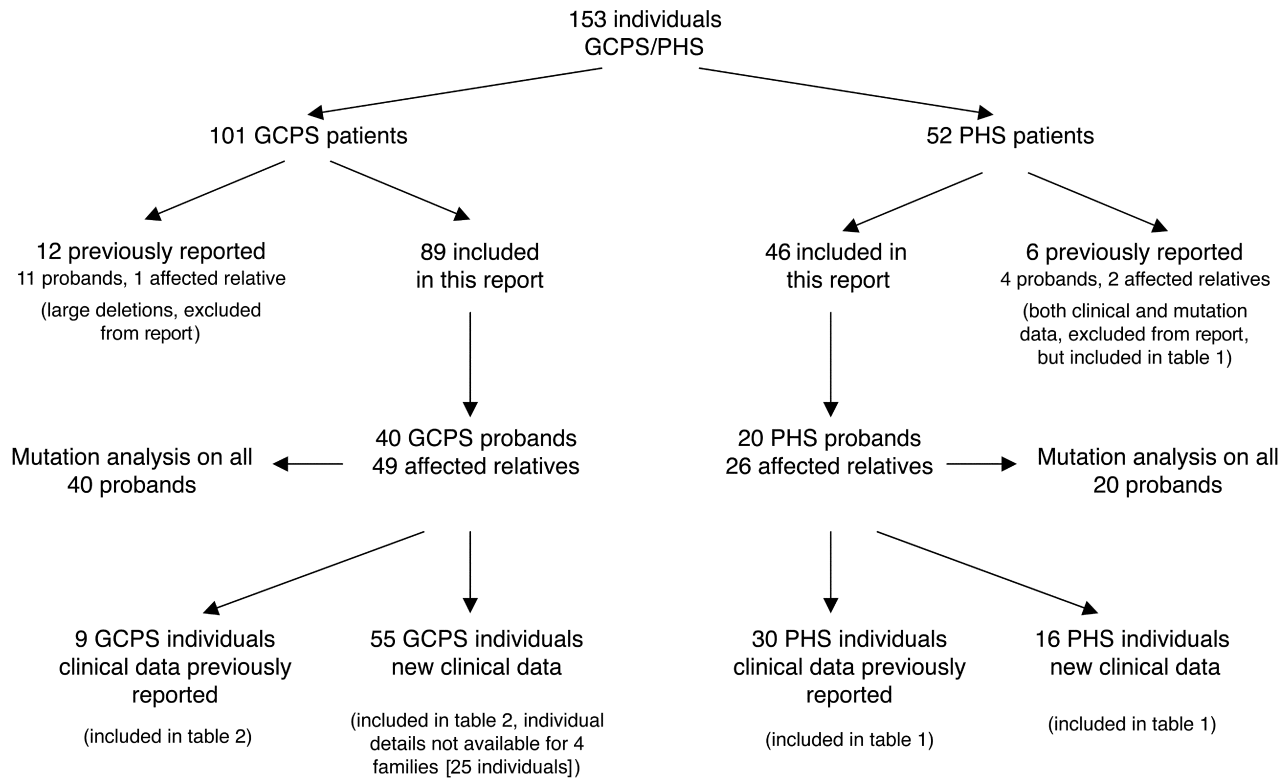 153 individuals
GCPS/PHS
101 GCPS patients
52 PHS patients
12 previously reported
11 probands, 1 affected relative
(large deletions, excluded
from report)
89 included
in this report
46 included in
this report
6 previously reported
4 probands, 2 affected relatives
(both clinical and mutation
data, excluded from report,
but included in table 1)
Mutation analysis on all
40 probands
40 GCPS probands
49 affected relatives
20 PHS probands
26 affected relatives
Mutation analysis on all
20 probands
9 GCPS individuals
clinical data previously
reported
(included in table 2)
55 GCPS individuals
new clinical data
(included in table 2, individual
details not available for 4
families [25 individuals])
30 PHS individuals
clinical data previously
reported
(included in table 1)
16 PHS individuals
new clinical data
(included in table 1)